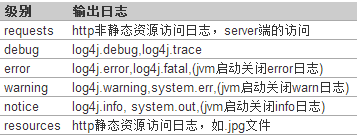 级别 输出日志
requests http非静态资源访问日志，server端的访问
debug log4j.debug,log4j.trace
error log4j.error,log4j.fatal,(jvm启动关闭error日志)
warning log4j.warning,system.err,(jvm启动关闭warn日志)
notice log4j.info, system.out,(jvm启动关闭info日志)
resources http静态资源访问日志，如.jpg文件